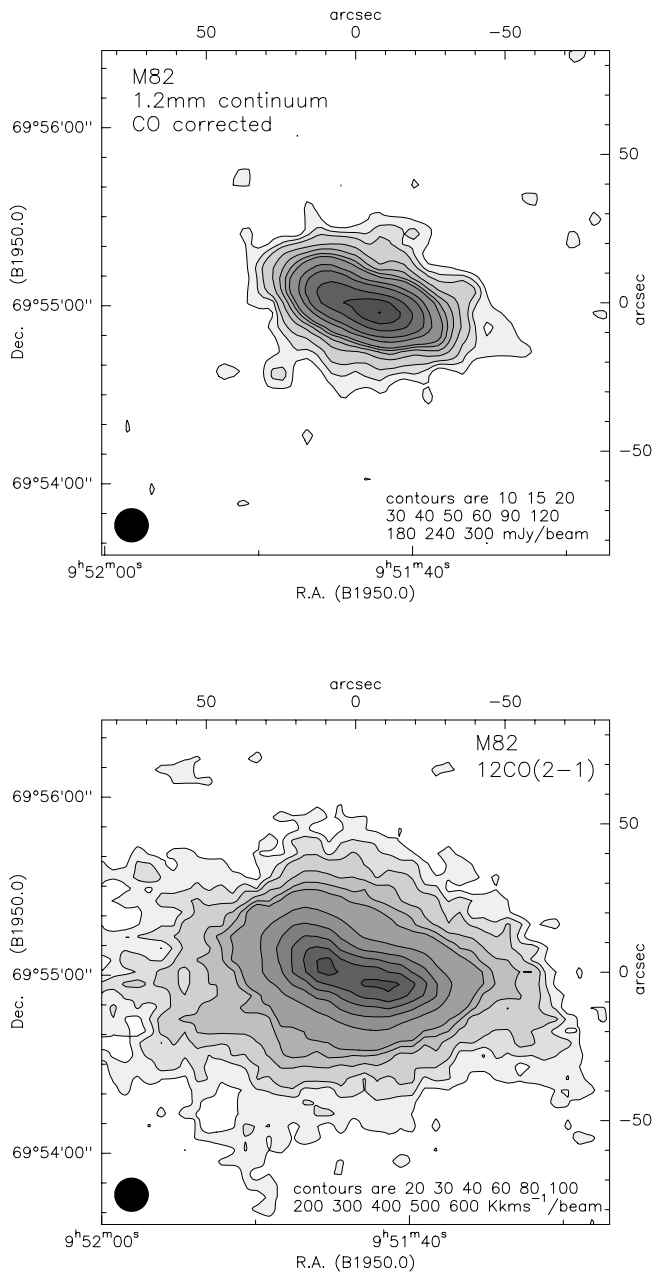 arcsec
50 0 −50
M82
1.2mm continuum
CO corrected
69°56'00''
50
Dec. (B1950.0)
69°55'00''
0
arcsec
−50
69°54'00''
contours are 10 15 20
30 40 50 60 90 120
180 240 300 mJy/beam
9ʰ52ᵐ00ˢ 9ʰ51ᵐ40ˢ
R.A. (B1950.0)
arcsec
50 0 −50
M82
12CO(2−1)
69°56'00''
50
Dec. (B1950.0)
69°55'00''
0
arcsec
−50
69°54'00''
contours are 20 30 40 60 80 100
200 300 400 500 600 Kkms⁻¹/beam
9ʰ52ᵐ00ˢ 9ʰ51ᵐ40ˢ
R.A. (B1950.0)